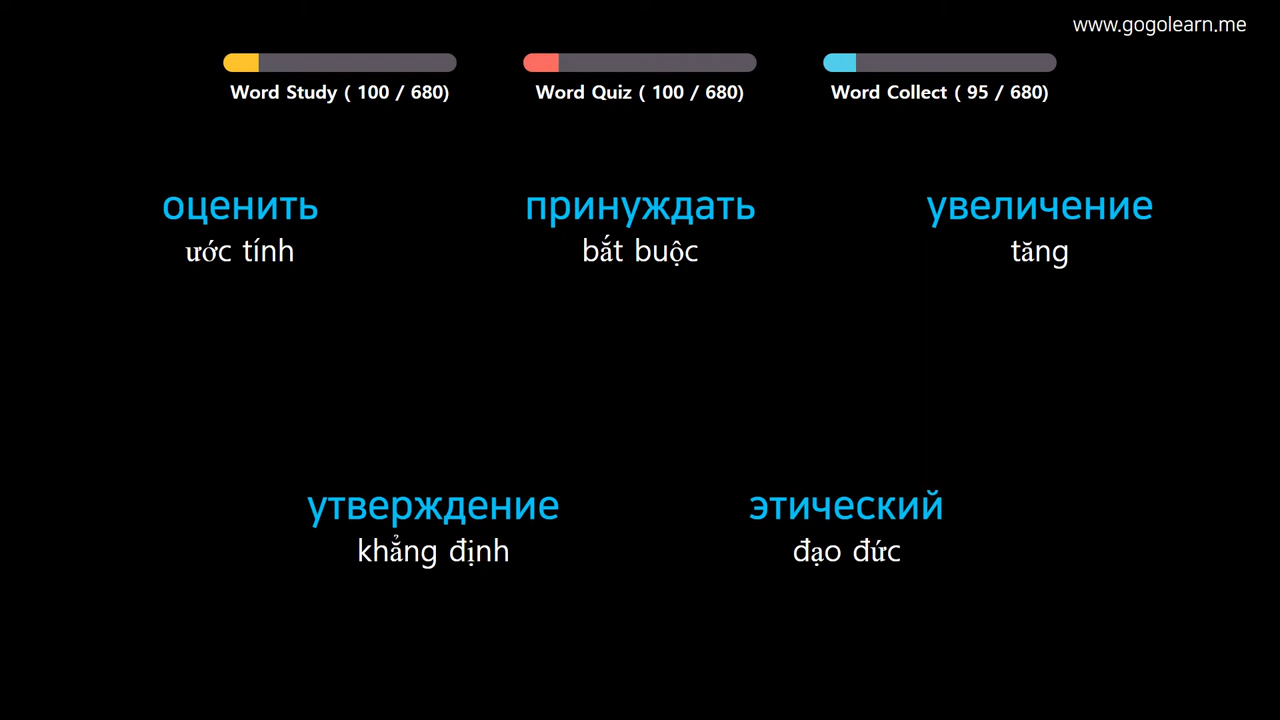 www.gogolearn.me
Word Study ( 100 / 680)
Word Quiz ( 100 / 680)
Word Collect ( 95 / 680)
оценить
ước tính
принуждать
bắt buộc
увеличение
tăng
утверждение
khẳng định
этический
đạo đức